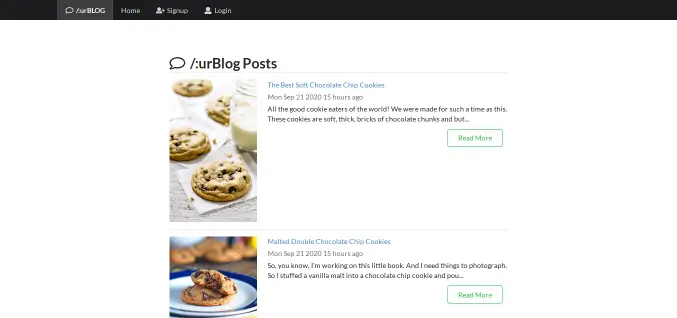 /:urBLOG Home Signup Login
/:urBlog Posts
The Best Soft Chocolate Chip Cookies
Mon Sep 21 2020 15 hours ago
All the good cookie eaters of the world! We were made for such a time as this.
These cookies are soft, thick, bricks of chocolate chunks and but...
Read More
Malted Double Chocolate Chip Cookies
Mon Sep 21 2020 15 hours ago
So, you know, I'm working on this little book. And I need things to photograph.
So I stuffed a vanilla malt into a chocolate chip cookie and pou...
Read More